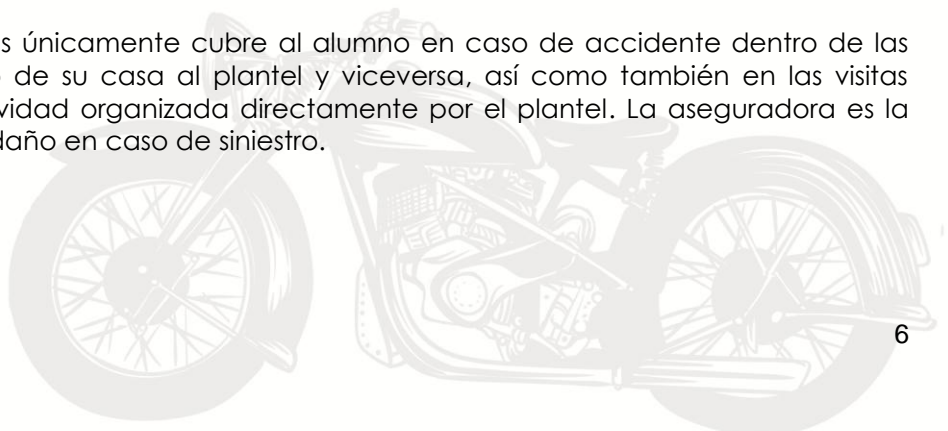 s únicamente cubre al alumno en caso de accidente dentro de las
de su casa al plantel y viceversa, así como también en las visitas
vidad organizada directamente por el plantel. La aseguradora es la
daño en caso de siniestro.
6